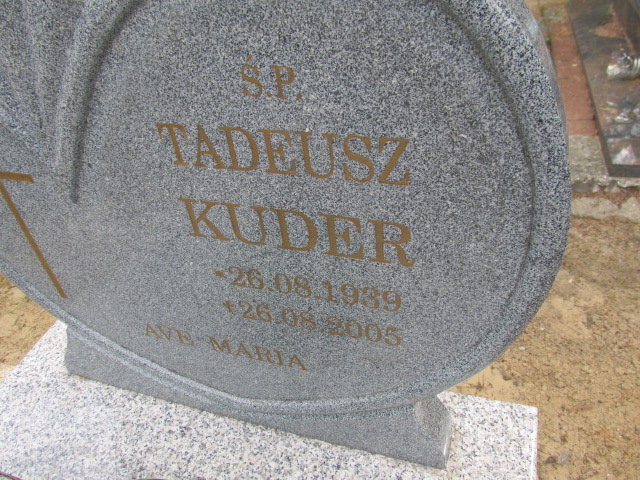 Ś.P.
TADEUSZ
KUDER
*26.08.1939
+26.08.2005
AVE MARIA